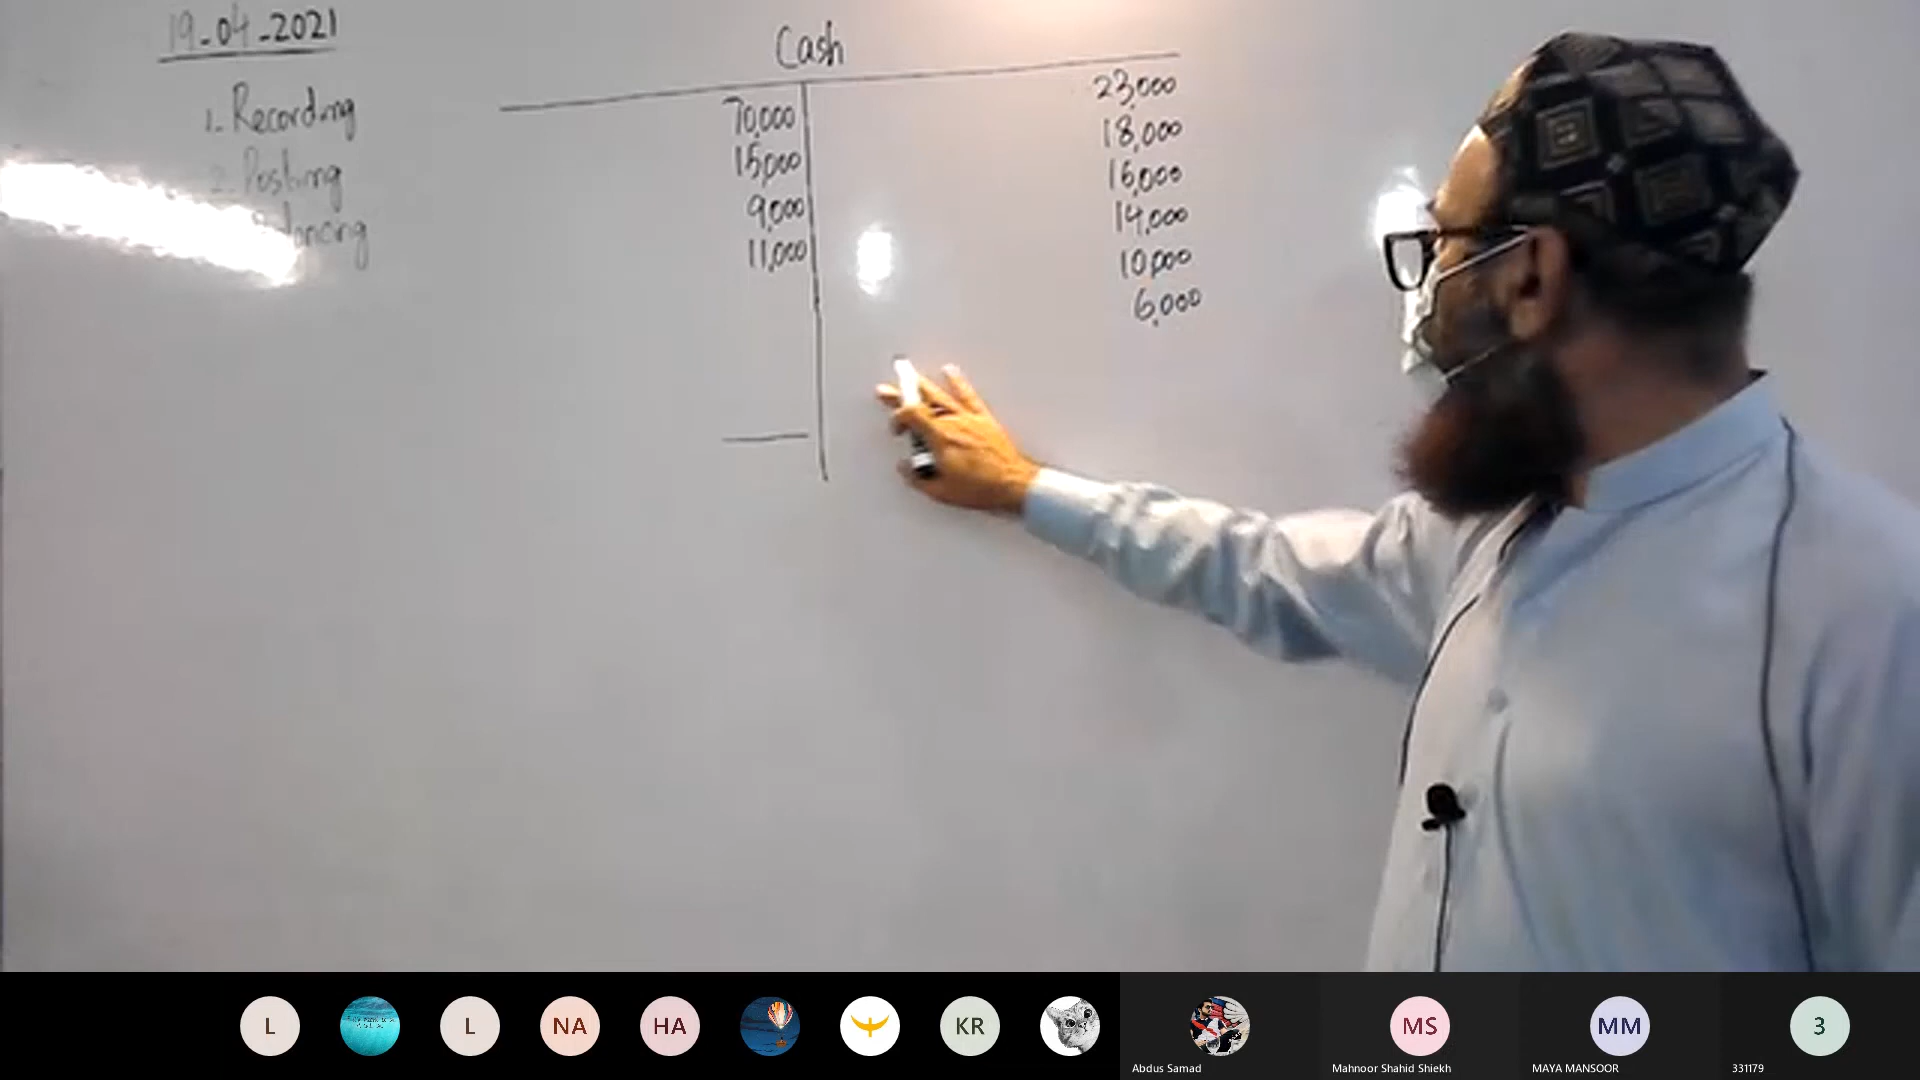 19-04-2021
1. Recording
2. Posting
Cash
70,000
15,000
9,000
11,000
23,000
18,000
16,000
14,000
10,000
6,000
L
L
NA
HA
KR
MS
MM
3
Abdus Samad
Mahnoor Shahid Shiekh
MAYA MANSOOR
331179